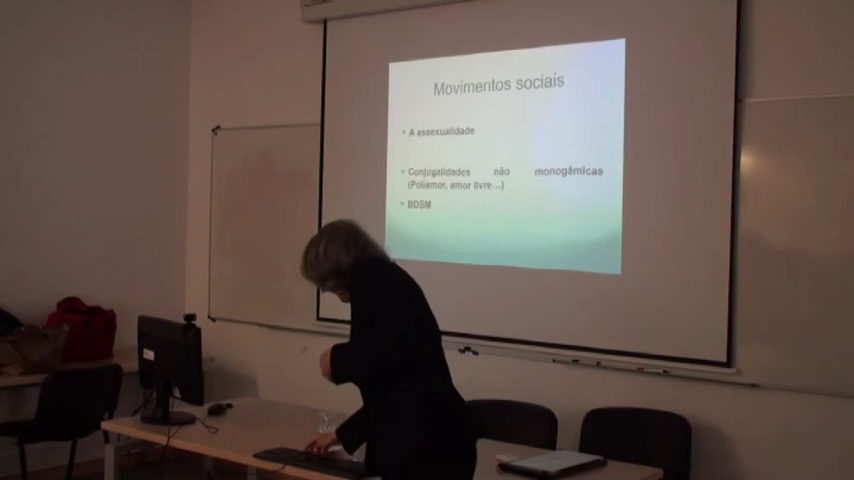 Movimentos sociais
• A assexualidade
• Conjugalidades não monogâmicas
(Poliamor, amor livre...)
• BDSM